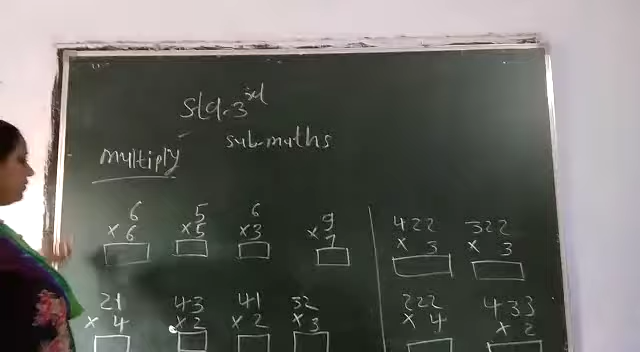 std-3rd
sub-maths
multiply
6 5 6 9 422 322
×6 ×5 ×3 ×7 × 3 × 3
21 43 41 32 222 433
× 4 ×2 × 2 × 3 × 4 × 2